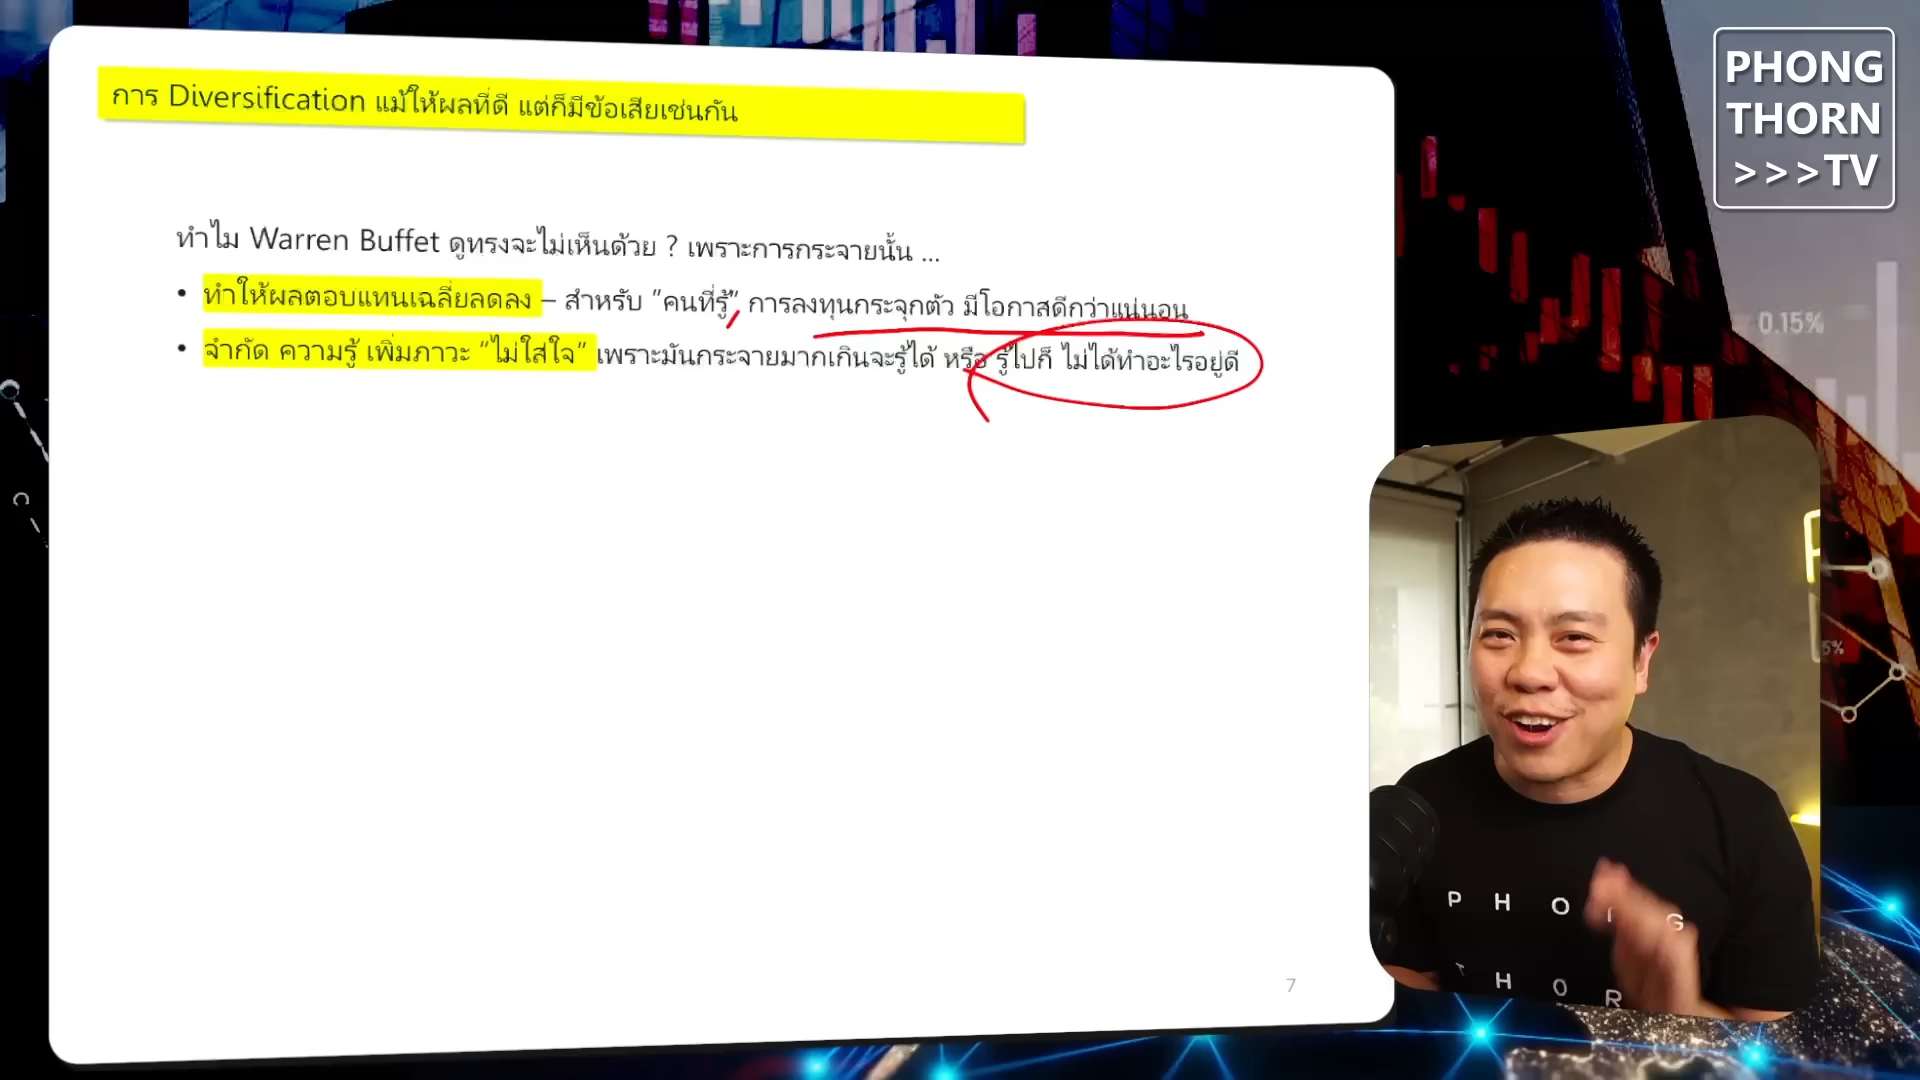 การ Diversification แม้ให้ผลที่ดี แต่ก็มีข้อเสียเช่นกัน
ทำไม Warren Buffet ดูทรงจะไม่เห็นด้วย ? เพราะการกระจายนั้น ...
• ทำให้ผลตอบแทนเฉลี่ยลดลง – สำหรับ "คนที่รู้" การลงทุนกระจุกตัว มีโอกาสดีกว่าแน่นอน
• จำกัด ความรู้ เพิ่มภาวะ "ไม่ใส่ใจ" เพราะมันกระจายมากเกินจะรู้ได้ หรือ รู้ไปก็ ไม่ได้ทำอะไรอยู่ดี
7
PHONG
THORN
>>>TV
0.15%
5%
P H O N G
T H O R